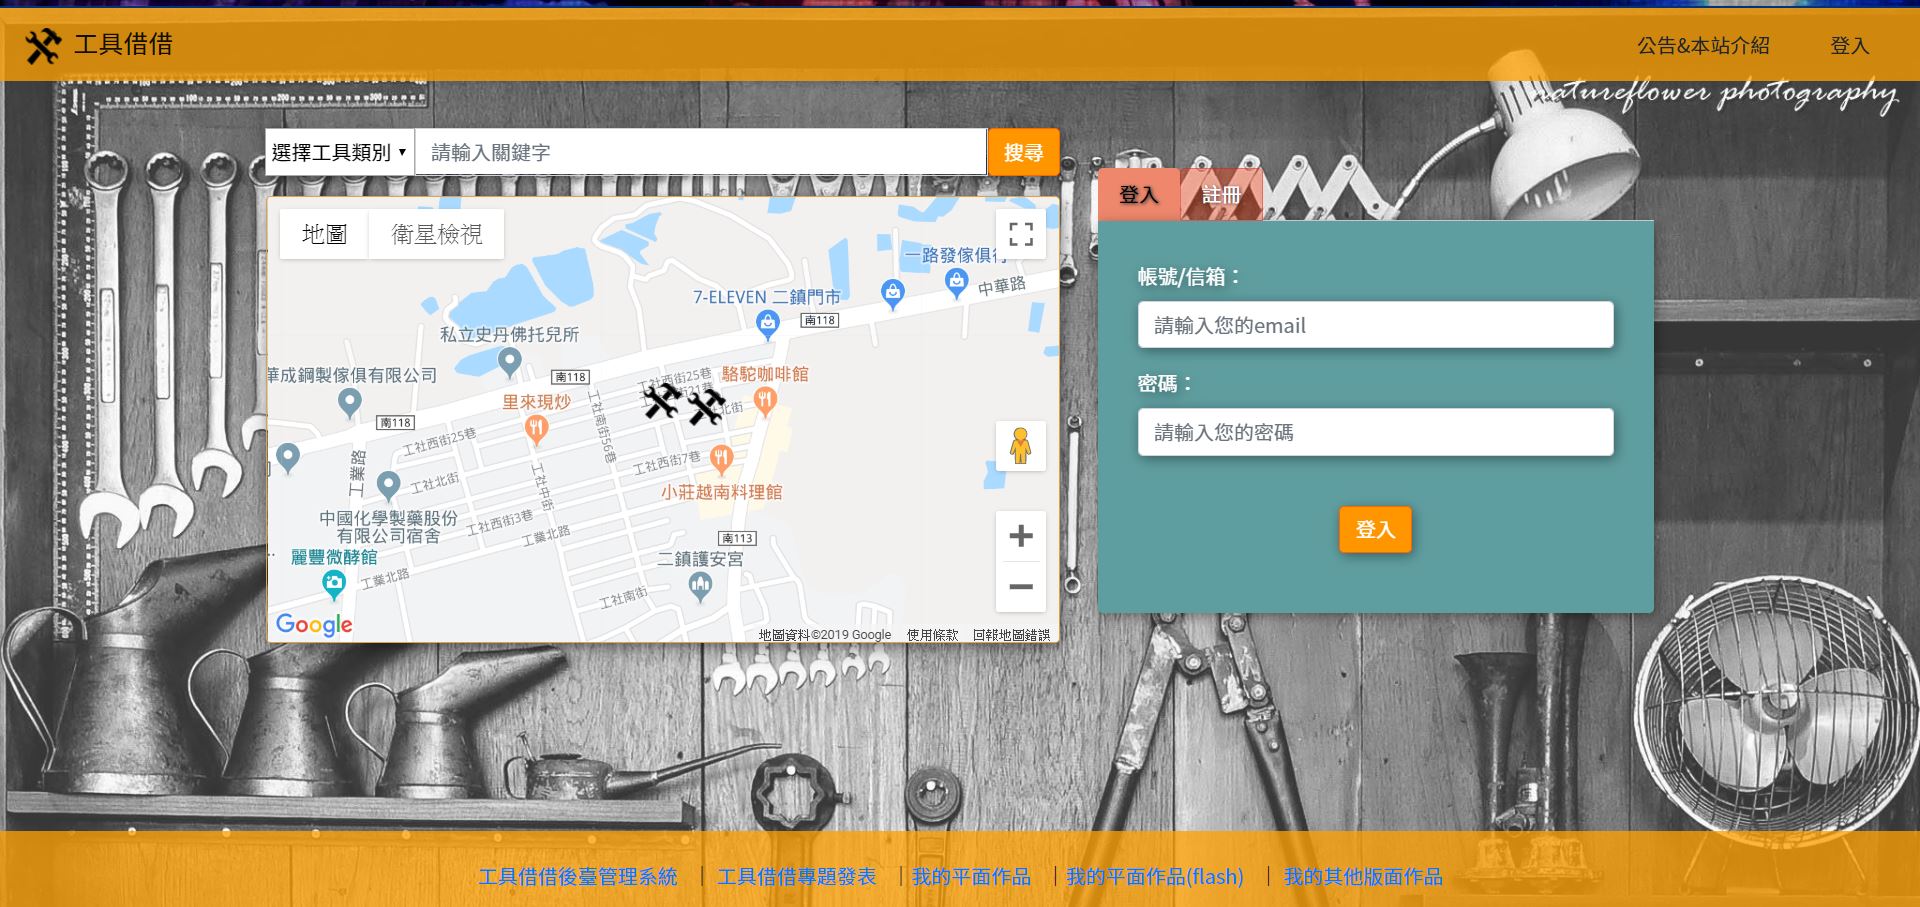 工具借借
公告&本站介紹
登入
natureflower photography
選擇工具類別
請輸入關鍵字
搜尋
地圖
衛星檢視
一路發傢俱行
中華路
7-ELEVEN 二鎮門市
南118
私立史丹佛托兒所
南118
工社西街25巷
駱駝咖啡館
華成鋼製傢俱有限公司
里來現炒
南118
工社西街25巷
工社南街56巷
工業路
工社西街7巷
工社北街
工社中街
小莊越南料理館
中國化學製藥股份
有限公司宿舍
工社西街3巷
工業北路
南113
麗豐微酵館
二鎮護安宮
工業北路
工社南街
Google
地圖資料©2019 Google
使用條款
回報地圖錯誤
登入
註冊
帳號/信箱：
請輸入您的email
密碼：
請輸入您的密碼
登入
工具借借後臺管理系統 | 工具借借專題發表 | 我的平面作品 | 我的平面作品(flash) | 我的其他版面作品